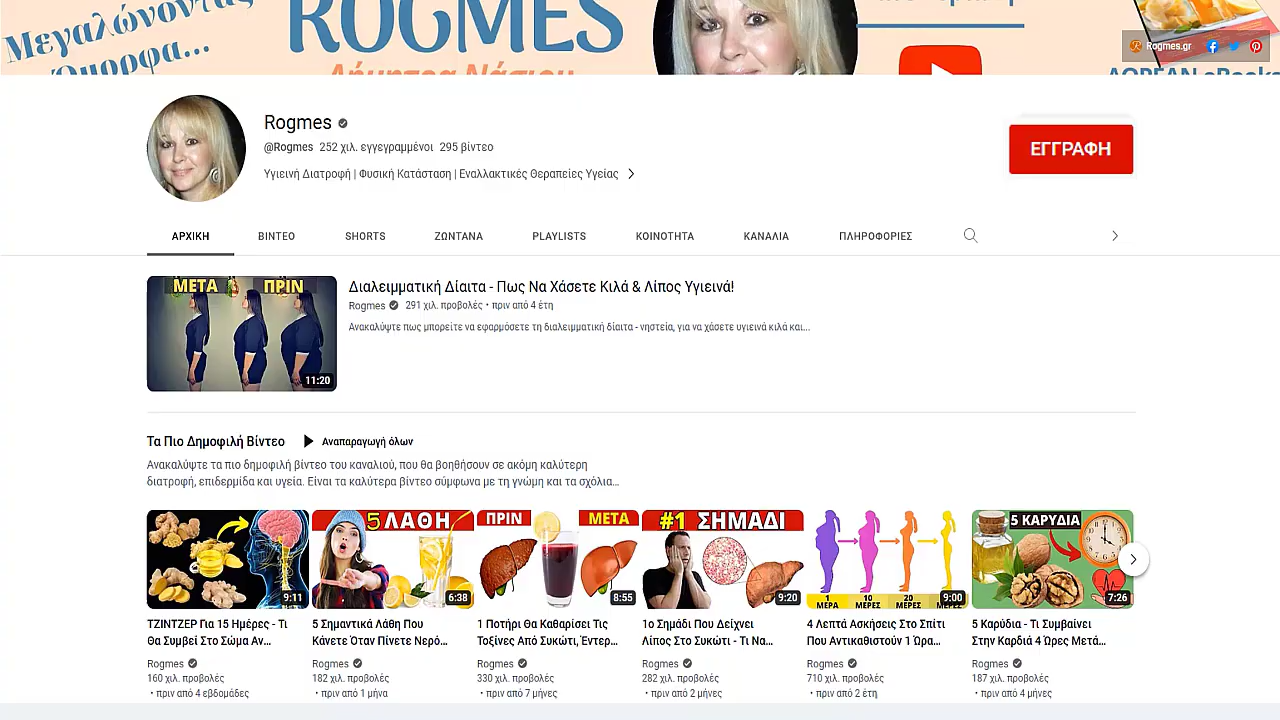 Μεγαλώνοντας
Όμορφα...
ROGMES
Rogmes.gr
ΔΩΡΕΑΝ eBooks
Rogmes
@Rogmes 252 χιλ. εγγεγραμμένοι 295 βίντεο
Υγιεινή Διατροφή | Φυσική Κατάσταση | Εναλλακτικές Θεραπείες Υγείας
ΕΓΓΡΑΦΗ
ΑΡΧΙΚΗ ΒΙΝΤΕΟ SHORTS ΖΩΝΤΑΝΑ PLAYLISTS ΚΟΙΝΟΤΗΤΑ ΚΑΝΑΛΙΑ ΠΛΗΡΟΦΟΡΙΕΣ
ΜΕΤΑ ΠΡΙΝ
11:20
Διαλειμματική Δίαιτα - Πως Να Χάσετε Κιλά & Λίπος Υγιεινά!
Rogmes 291 χιλ. προβολές • πριν από 4 έτη
Ανακαλύψτε πως μπορείτε να εφαρμόσετε τη διαλειμματική δίαιτα - νηστεία, για να χάσετε υγιεινά κιλά και...
Τα Πιο Δημοφιλή Βίντεο Αναπαραγωγή όλων
Ανακαλύψτε τα πιο δημοφιλή βίντεο του καναλιού, που θα βοηθήσουν σε ακόμη καλύτερη
διατροφή, επιδερμίδα και υγεία. Είναι τα καλύτερα βίντεο σύμφωνα με τη γνώμη και τα σχόλια...
9:11
ΤΖΙΝΤΖΕΡ Για 15 Ημέρες - Τι
Θα Συμβεί Στο Σώμα Αν...
Rogmes
160 χιλ. προβολές
• πριν από 4 εβδομάδες
5 ΛΑΘΗ
6:38
5 Σημαντικά Λάθη Που
Κάνετε Όταν Πίνετε Νερό...
Rogmes
182 χιλ. προβολές
• πριν από 1 μήνα
ΠΡΙΝ ΜΕΤΑ
8:55
1 Ποτήρι Θα Καθαρίσει Τις
Τοξίνες Από Συκώτι, Έντερ...
Rogmes
330 χιλ. προβολές
• πριν από 7 μήνες
#1 ΣΗΜΑΔΙ
9:20
1ο Σημάδι Που Δείχνει
Λίπος Στο Συκώτι - Τι Να...
Rogmes
282 χιλ. προβολές
• πριν από 2 μήνες
1 10 20
ΜΕΡΑ ΜΕΡΕΣ ΜΕΡΕΣ
9:00
4 Λεπτά Ασκήσεις Στο Σπίτι
Που Αντικαθιστούν 1 Ώρα...
Rogmes
710 χιλ. προβολές
• πριν από 2 έτη
5 ΚΑΡΥΔΙΑ
7:26
5 Καρύδια - Τι Συμβαίνει
Στην Καρδιά 4 Ώρες Μετά...
Rogmes
187 χιλ. προβολές
• πριν από 4 μήνες